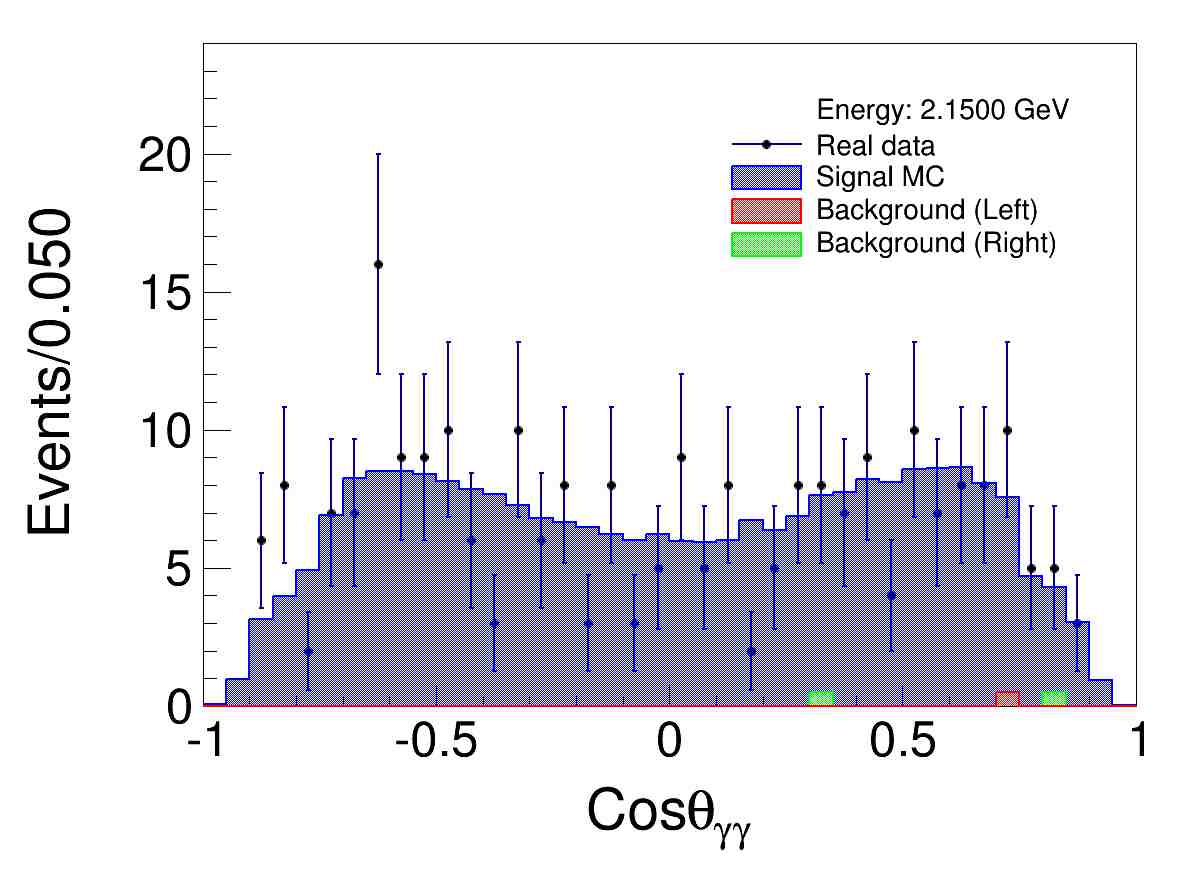 Energy: 2.1500 GeV
Real data
Signal MC
Background (Left)
Background (Right)
Events/0.050
20
15
10
5
0
-1
-0.5
0
0.5
1
Cosθγγ